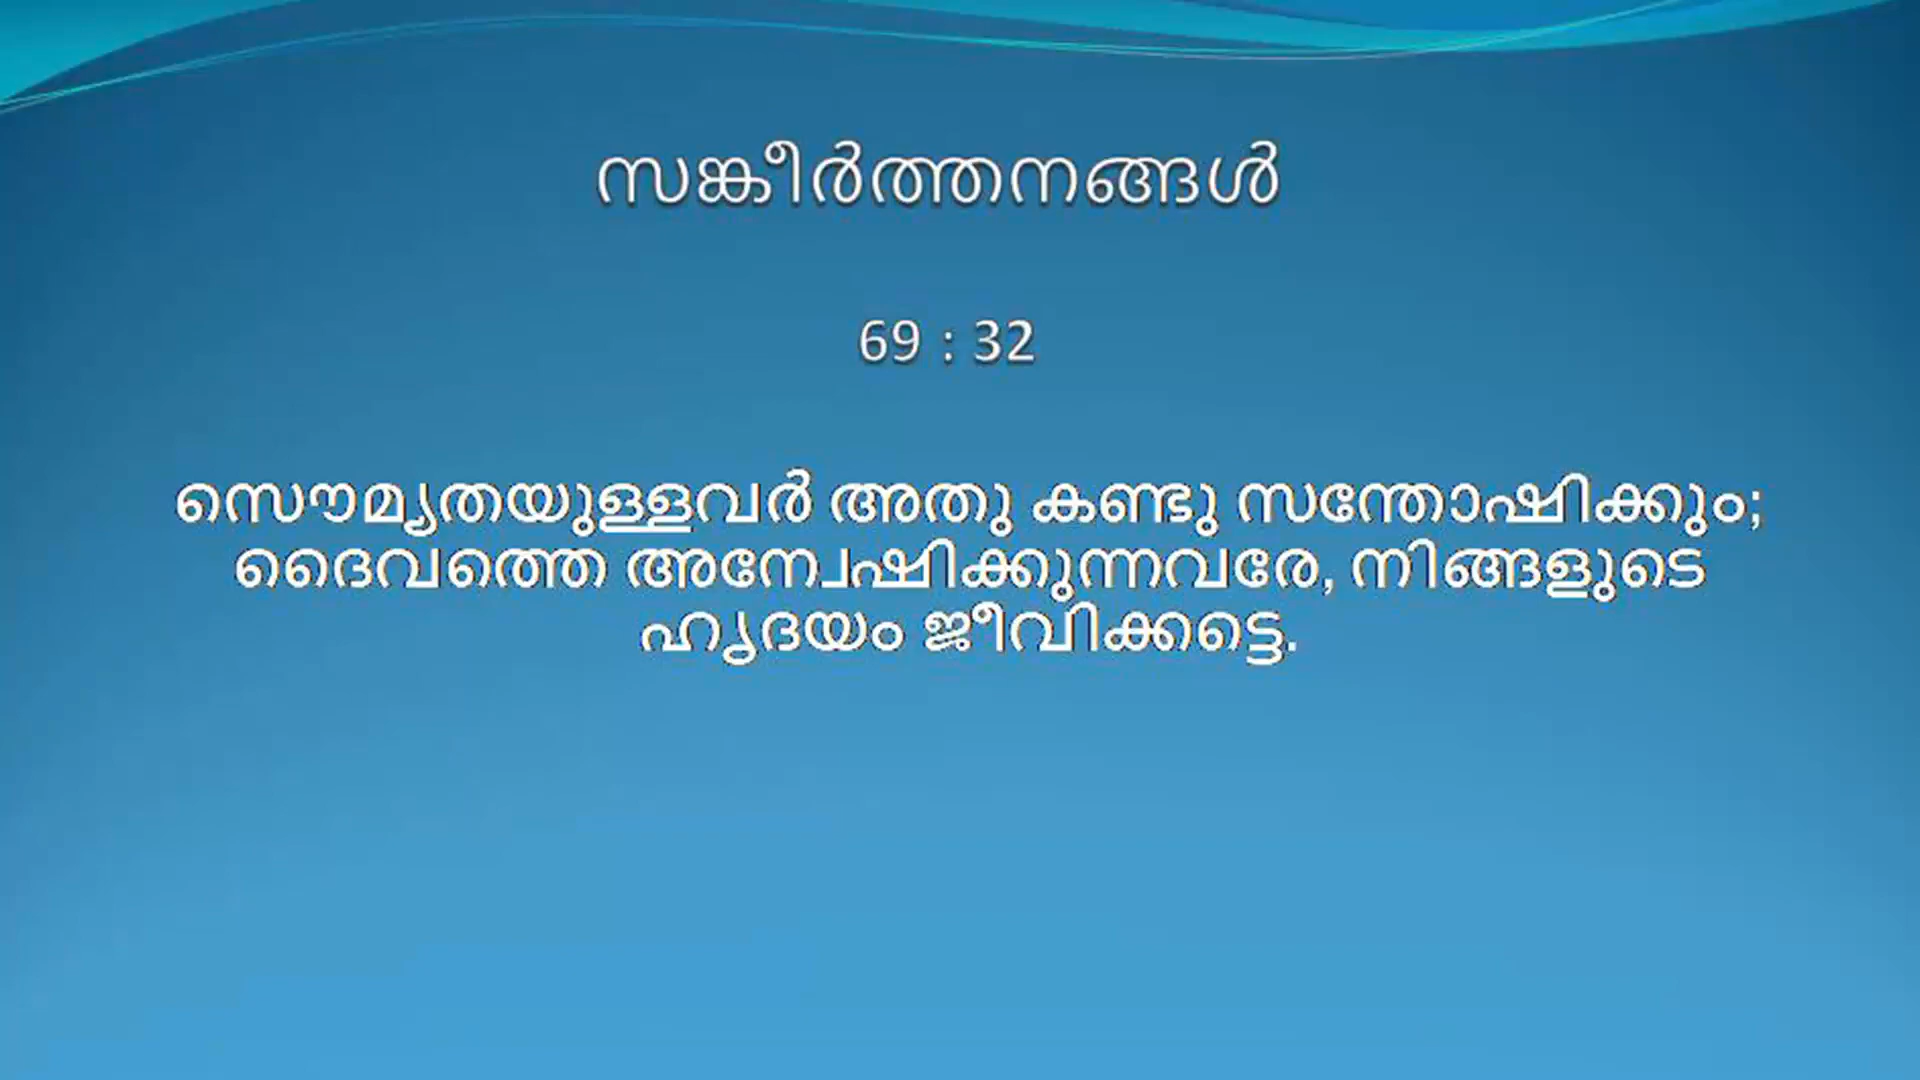 സങ്കീർത്തനങ്ങൾ
69 : 32
സൌമ്യതയുള്ളവർ അതു കണ്ടു സന്തോഷിക്കും;
ദൈവത്തെ അന്വേഷിക്കുന്നവരേ, നിങ്ങളുടെ
ഹൃദയം ജീവിക്കട്ടെ.